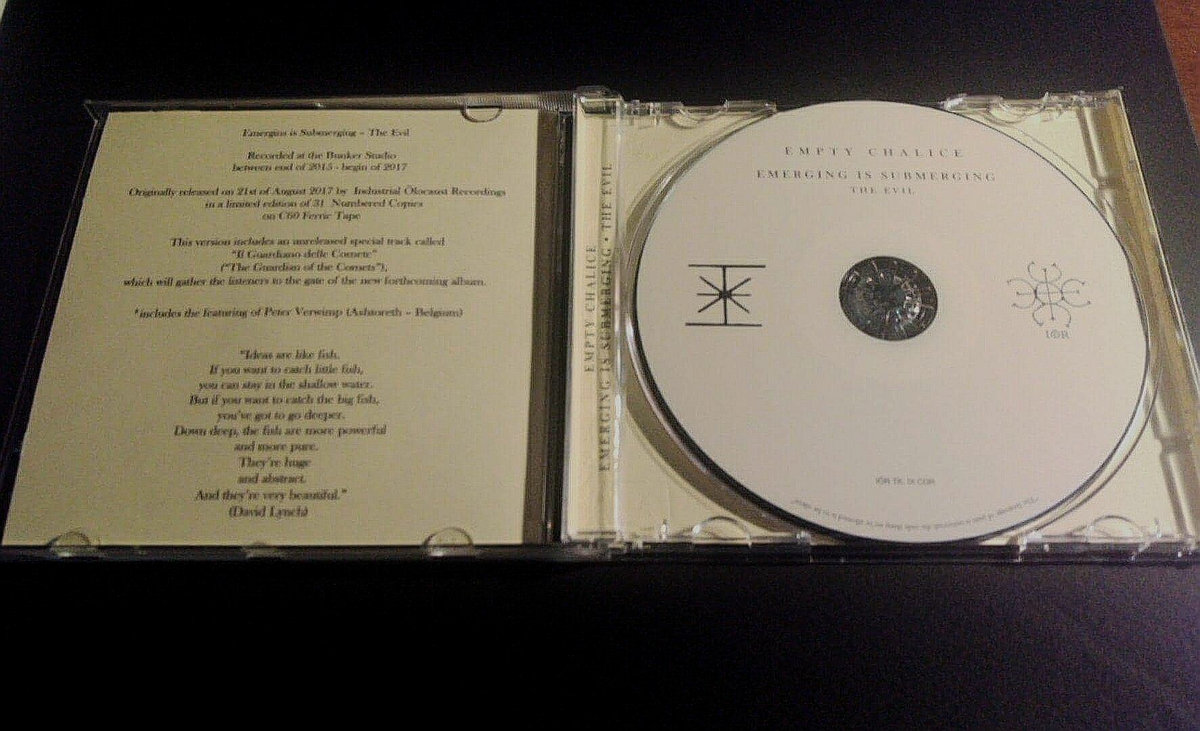 Emerging is Submerging – The Evil
Recorded at the Bunker Studio
between end of 2015 - begin of 2017
Originally released on 21st of August 2017 by Industrial Ölocaust Recordings
in a limited edition of 31 Numbered Copies
on C60 Ferric Tape
This version includes an unreleased special track called
"Il Guardiano delle Comete"
("The Guardian of the Comets"),
which will gather the listeners to the gate of the new forthcoming album.
*includes the featuring of Peter Verwimp (Ashtoreth – Belgium)
"Ideas are like fish.
If you want to catch little fish,
you can stay in the shallow water.
But if you want to catch the big fish,
you've got to go deeper.
Down deep, the fish are more powerful
and more pure.
They're huge
and abstract.
And they're very beautiful."
(David Lynch)
EMPTY CHALICE
EMERGING IS SUBMERGING • THE EVIL
EMPTY CHALICE
EMERGING IS SUBMERGING
THE EVIL
IÖR